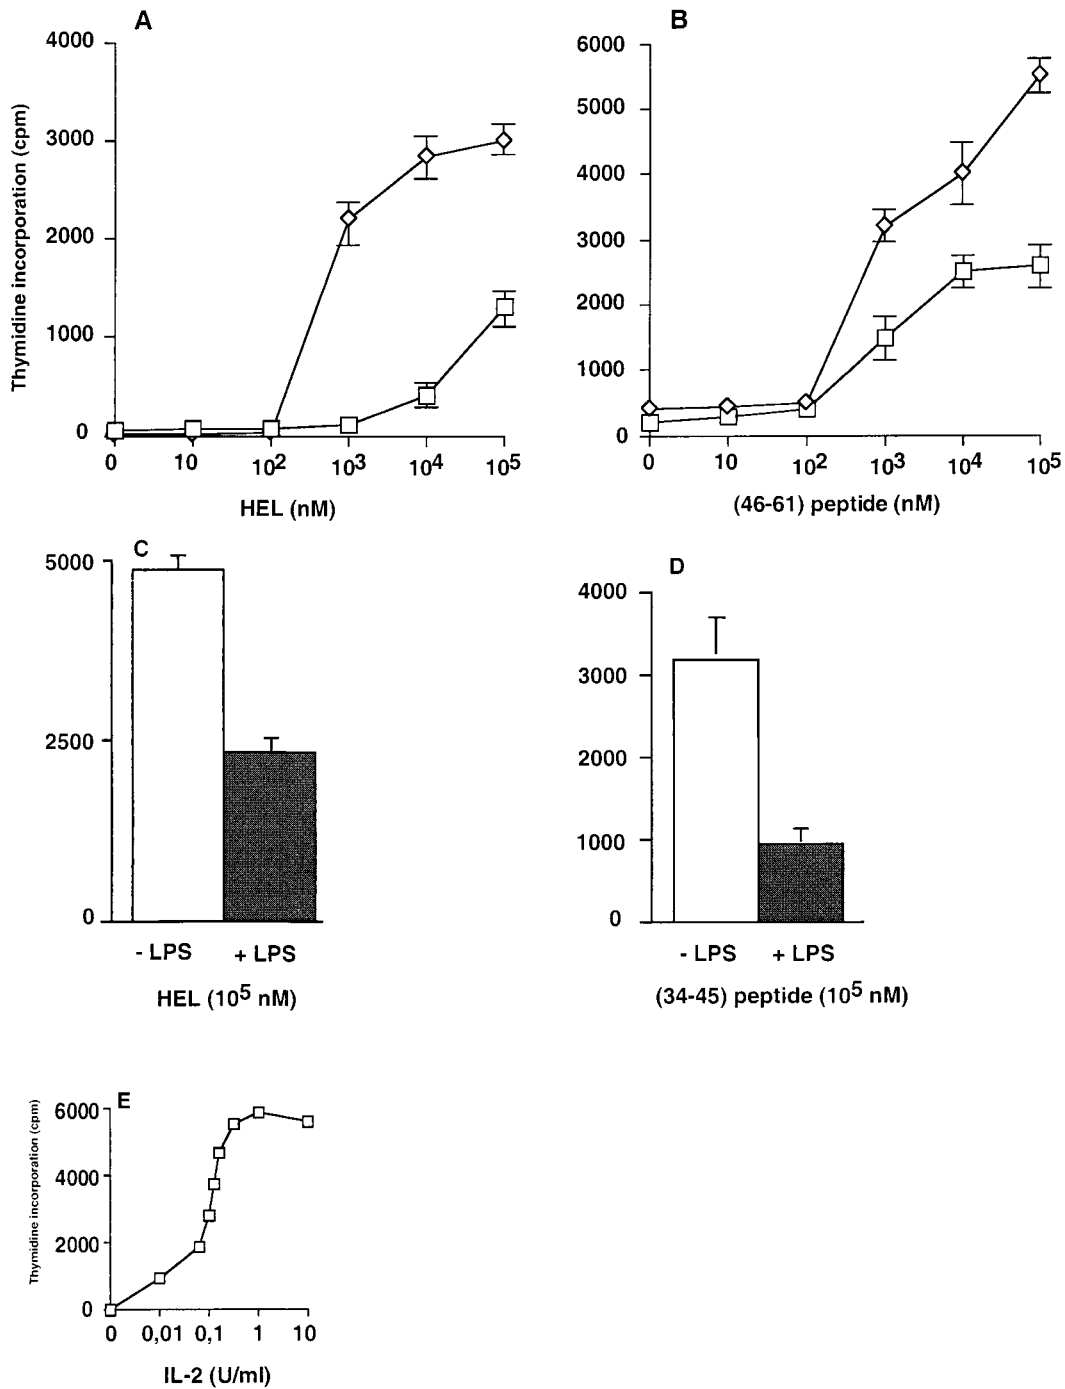 A
4000
3000
2000
1000
0
Thymidine incorporation (cpm)
0 10 10² 10³ 10⁴ 10⁵
HEL (nM)
B
6000
5000
4000
3000
2000
1000
0
0 10 10² 10³ 10⁴ 10⁵
(46-61) peptide (nM)
C
5000
2500
0
- LPS + LPS
HEL (10⁵ nM)
D
4000
3000
2000
1000
0
- LPS + LPS
(34-45) peptide (10⁵ nM)
E
6000
4000
2000
0
Thymidine incorporation (cpm)
0 0,01 0,1 1 10
IL-2 (U/ml)